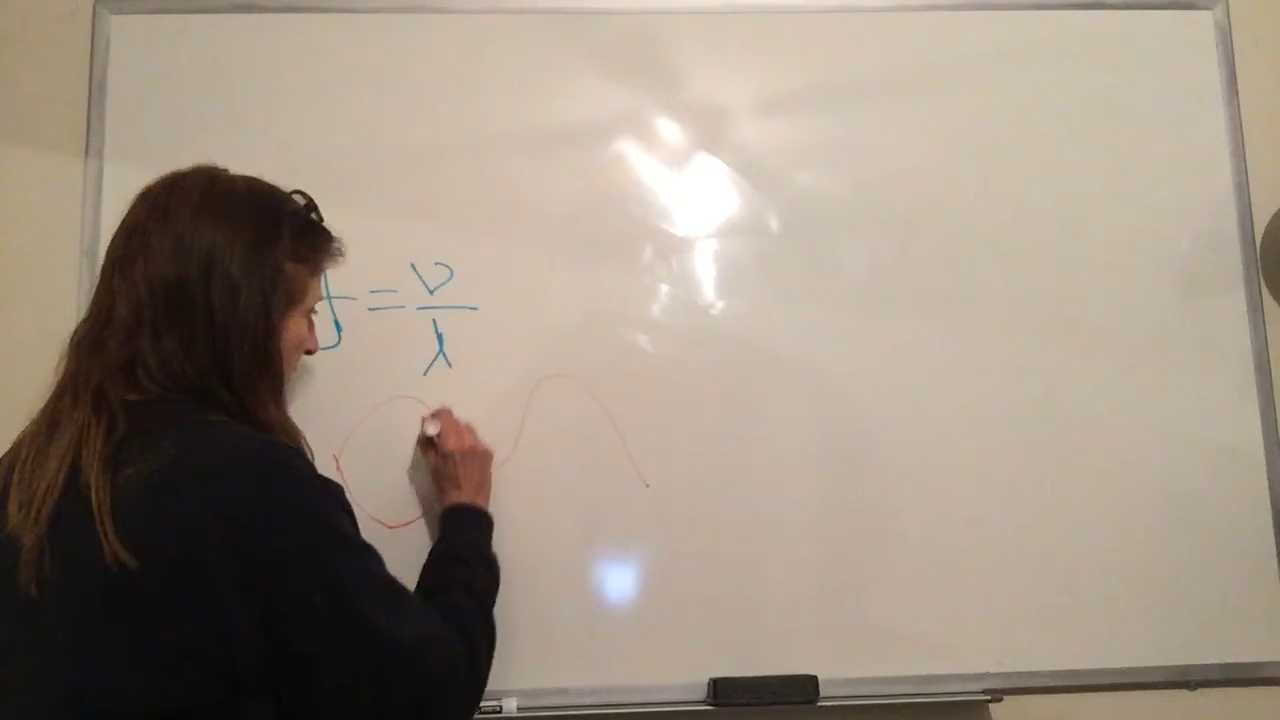 f = v/λ